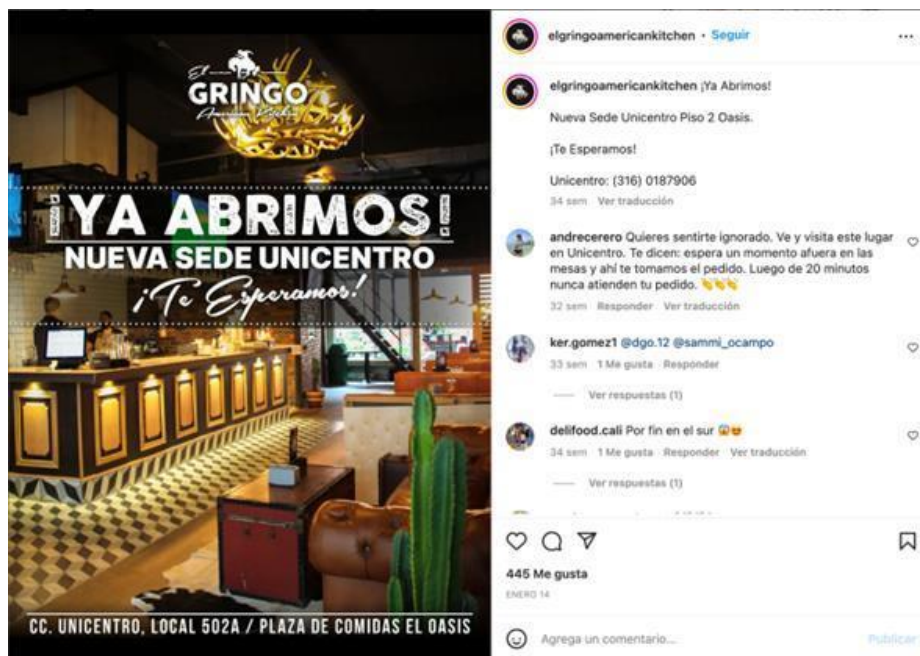 El
GRINGO
American Kitchen
¡YA ABRIMOS!
NUEVA SEDE UNICENTRO
¡Te Esperamos!
CC. UNICENTRO, LOCAL 502A / PLAZA DE COMIDAS EL OASIS
elgringoamericankitchen • Seguir
elgringoamericankitchen ¡Ya Abrimos!
Nueva Sede Unicentro Piso 2 Oasis.
¡Te Esperamos!
Unicentro: (316) 0187906
34 sem Ver traducción
andrecerero Quieres sentirte ignorado. Ve y visita este lugar
en Unicentro. Te dicen: espera un momento afuera en las
mesas y ahí te tomamos el pedido. Luego de 20 minutos
nunca atienden tu pedido. 👏👏👏
32 sem Responder Ver traducción
ker.gomez1 @dgo.12 @sammi_ocampo
33 sem 1 Me gusta Responder
Ver respuestas (1)
delifood.cali Por fin en el sur 😱😍
34 sem 1 Me gusta Responder Ver traducción
Ver respuestas (1)
445 Me gusta
ENERO 14
Agrega un comentario... Publicar